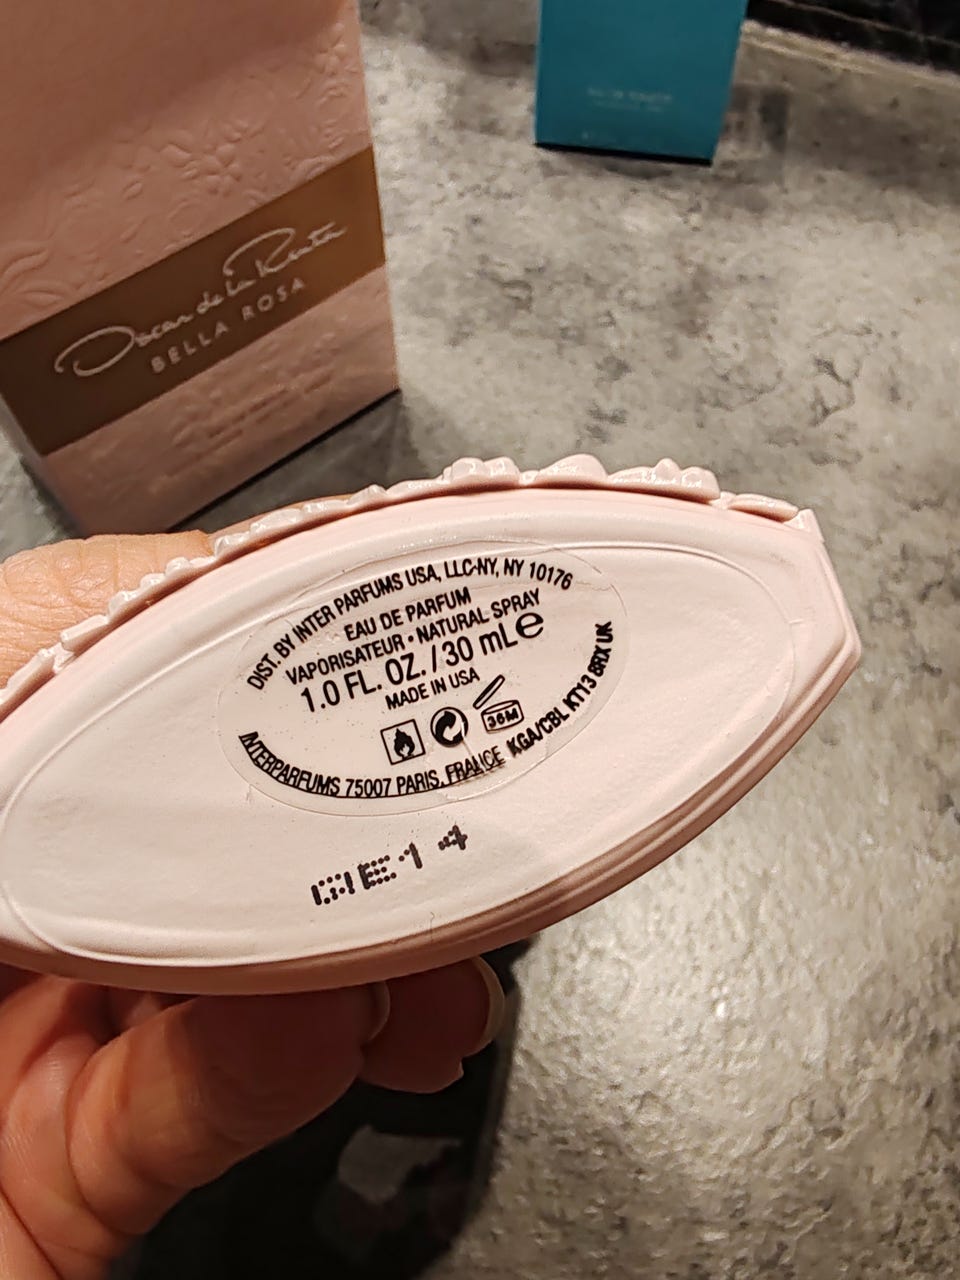 Oscar de la Renta
BELLA ROSA
DIST. BY INTER PARFUMS USA, LLC-NY, NY 10176
EAU DE PARFUM
VAPORISATEUR • NATURAL SPRAY
1.0 FL. OZ. / 30 mL e
MADE IN USA
36M
INTERPARFUMS 75007 PARIS, FRANCE KGA/CBL KT13 8RX UK